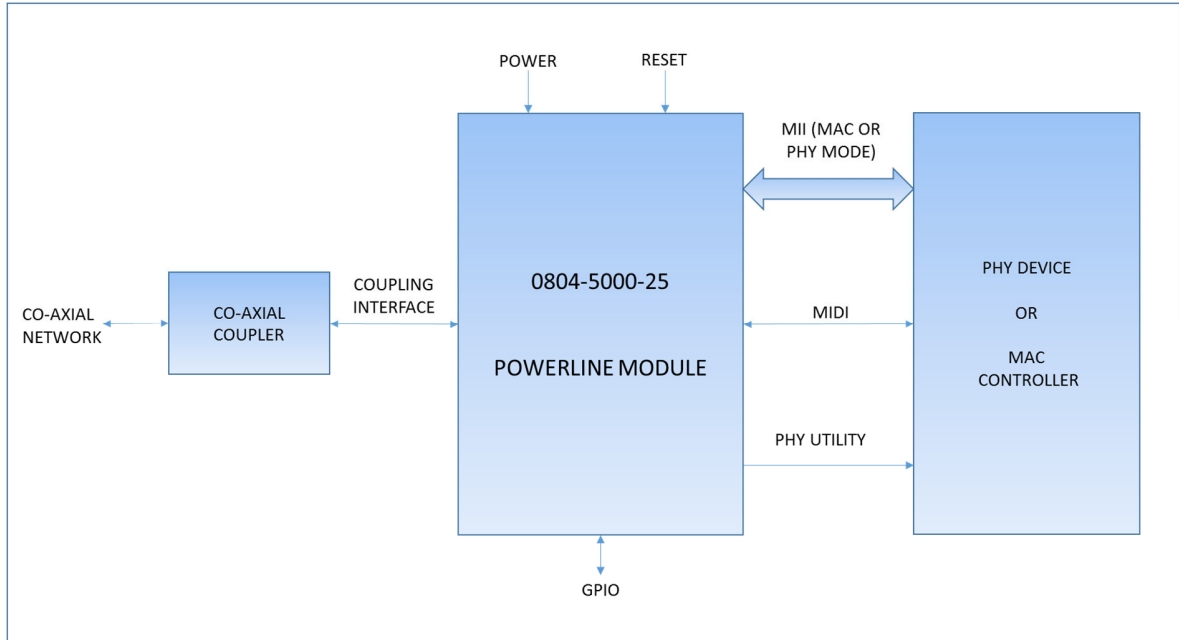 POWER
RESET
MII (MAC OR
PHY MODE)
0804-5000-25
POWERLINE MODULE
PHY DEVICE
OR
MAC
CONTROLLER
COUPLING
INTERFACE
CO-AXIAL
NETWORK
CO-AXIAL
COUPLER
MIDI
PHY UTILITY
GPIO